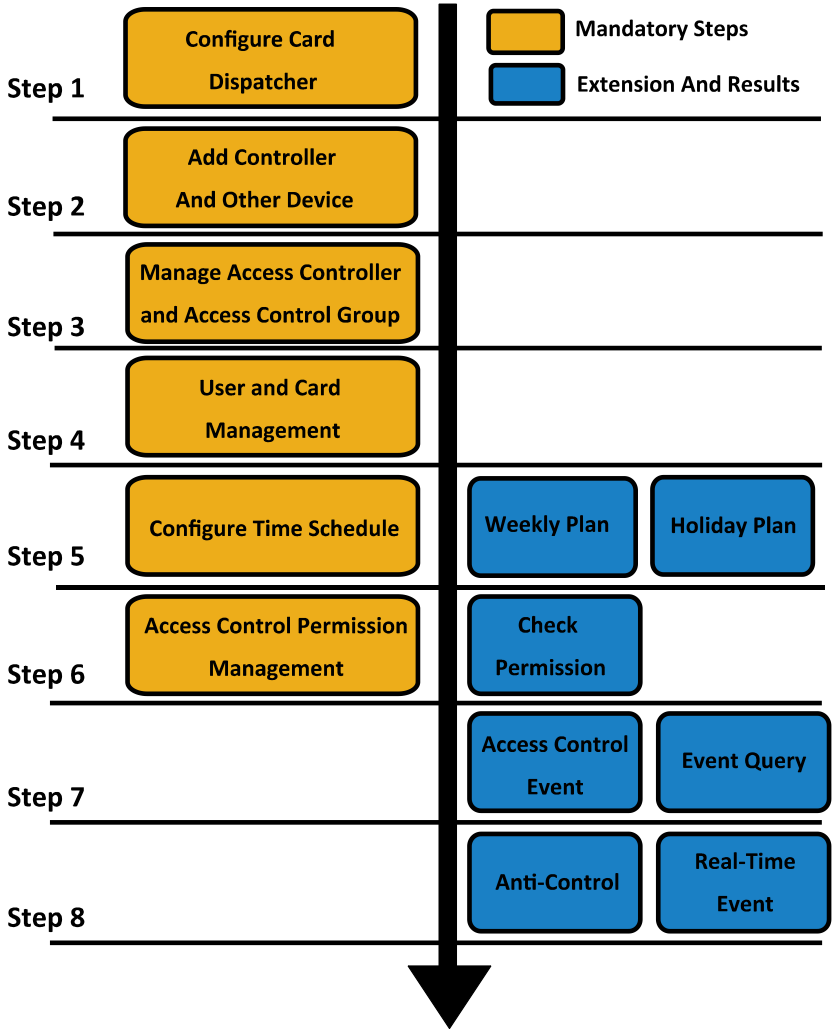 Configure Card
Dispatcher
Step 1
Mandatory Steps
Extension And Results
Add Controller
And Other Device
Step 2
Manage Access Controller
and Access Control Group
Step 3
User and Card
Management
Step 4
Configure Time Schedule
Step 5
Weekly Plan
Holiday Plan
Access Control Permission
Management
Step 6
Check
Permission
Step 7
Access Control
Event
Event Query
Step 8
Anti-Control
Real-Time
Event